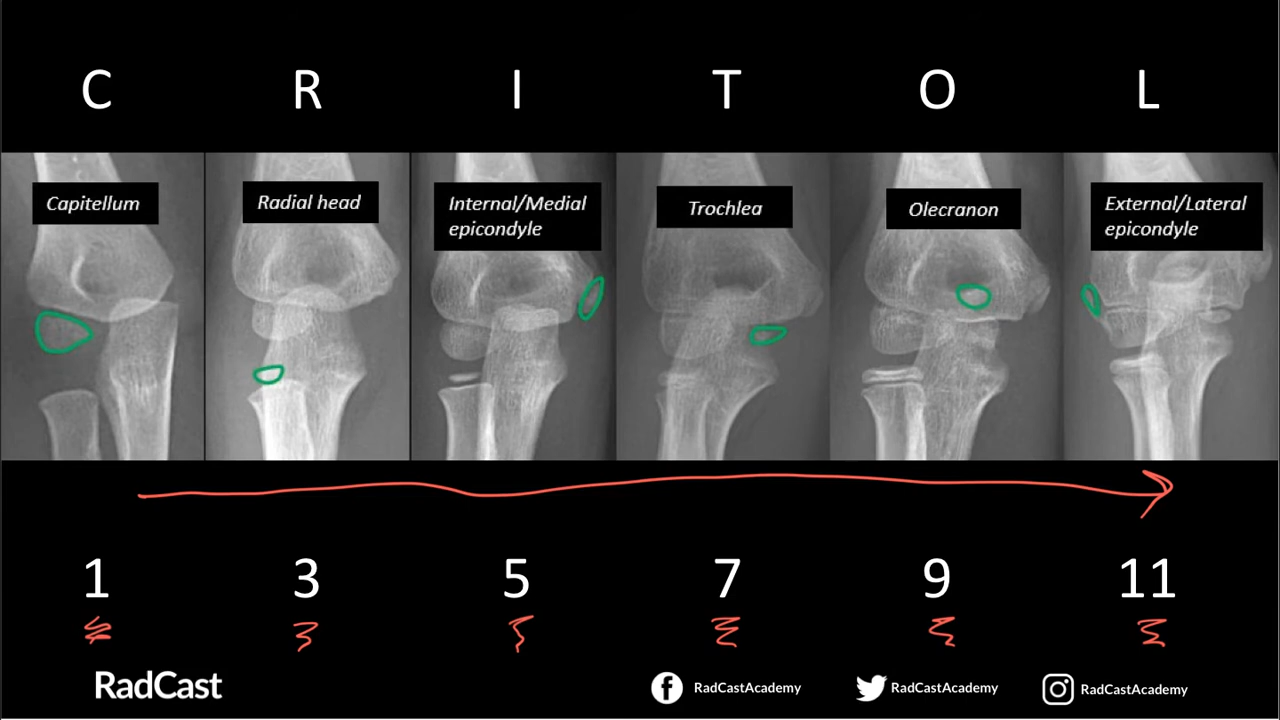 C R I T O L
Capitellum
Radial head
Internal/Medial
epicondyle
Trochlea
Olecranon
External/Lateral
epicondyle
1 3 5 7 9 11
RadCast
RadCastAcademy
RadCastAcademy
RadCastAcademy